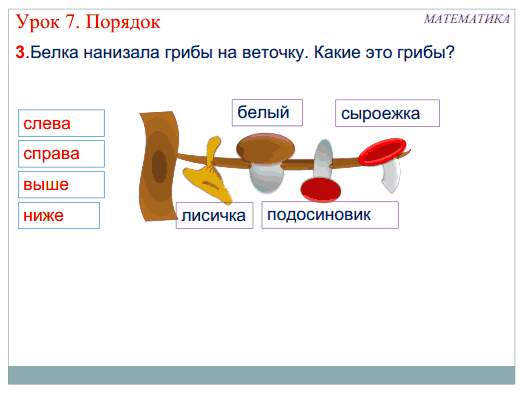 Урок 7. Порядок
МАТЕМАТИКА
3.Белка нанизала грибы на веточку. Какие это грибы?
белый
сыроежка
слева
справа
выше
ниже
лисичка
подосиновик